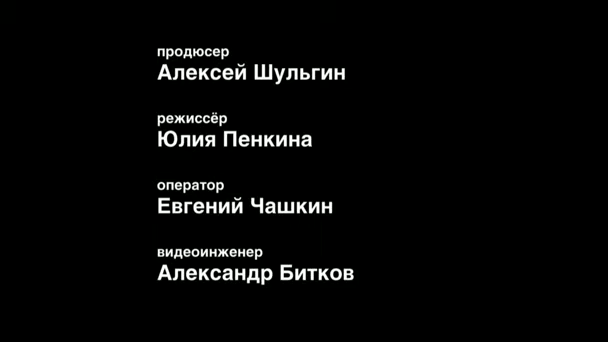 продюсер
Алексей Шульгин
режиссёр
Юлия Пенкина
оператор
Евгений Чашкин
видеоинженер
Александр Битков